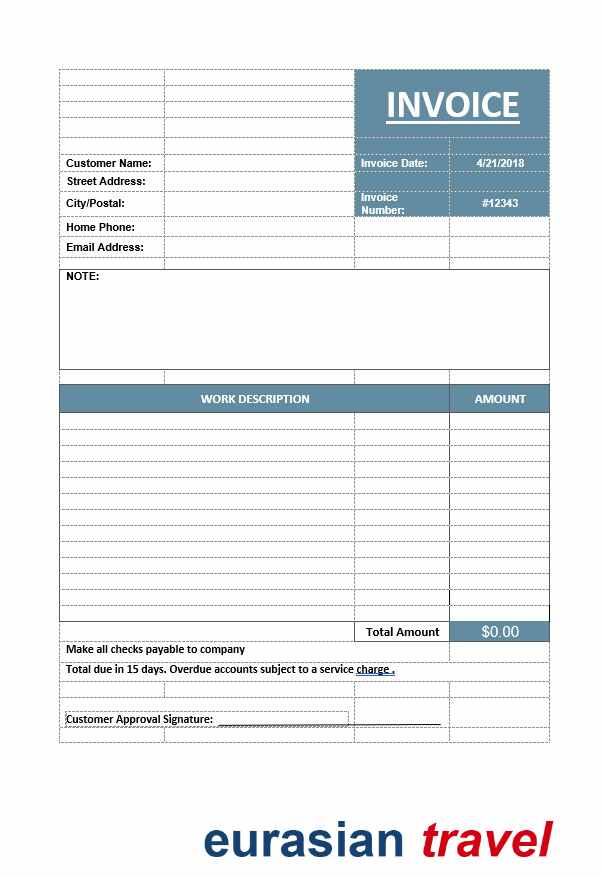 INVOICE
Customer Name:
Invoice Date: 4/21/2018
Street Address:
City/Postal:
Invoice
Number: #12343
Home Phone:
Email Address:
NOTE:
WORK DESCRIPTION AMOUNT
Total Amount $0.00
Make all checks payable to company
Total due in 15 days. Overdue accounts subject to a service charge .
Customer Approval Signature:
eurasian travel